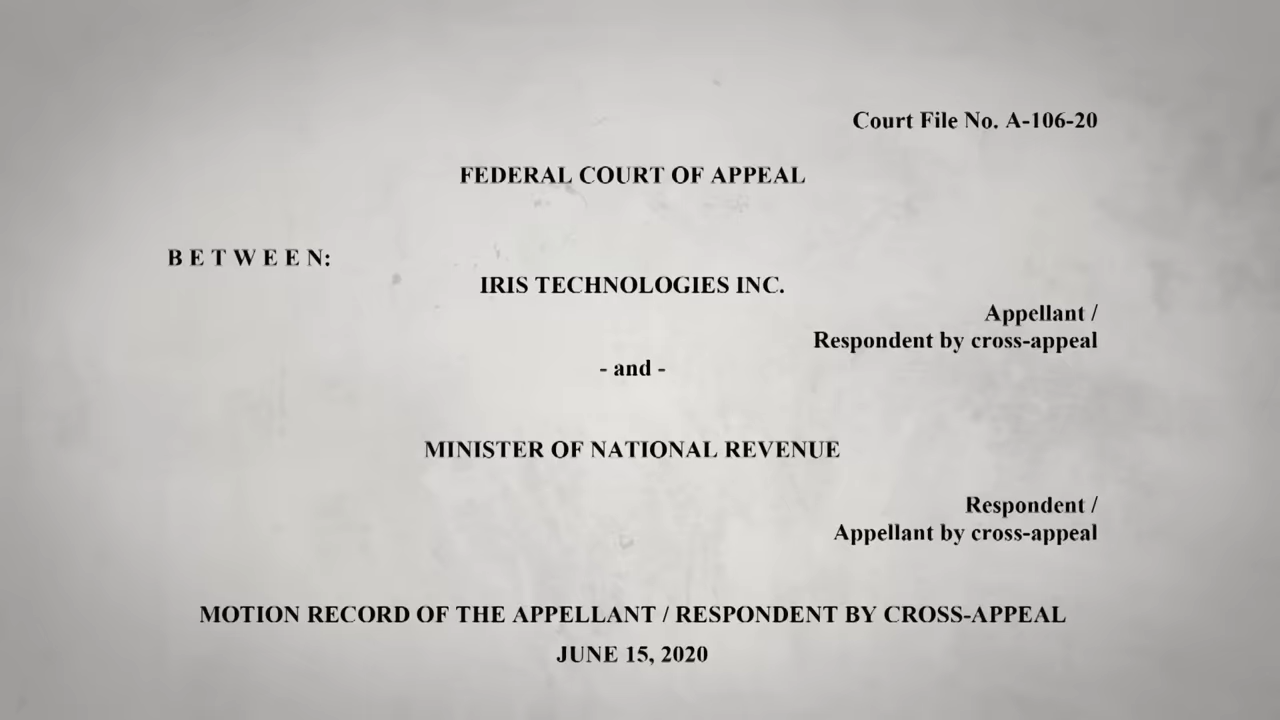 Court File No. A-106-20
FEDERAL COURT OF APPEAL
B E T W E E N:
IRIS TECHNOLOGIES INC.
Appellant /
Respondent by cross-appeal
- and -
MINISTER OF NATIONAL REVENUE
Respondent /
Appellant by cross-appeal
MOTION RECORD OF THE APPELLANT / RESPONDENT BY CROSS-APPEAL
JUNE 15, 2020